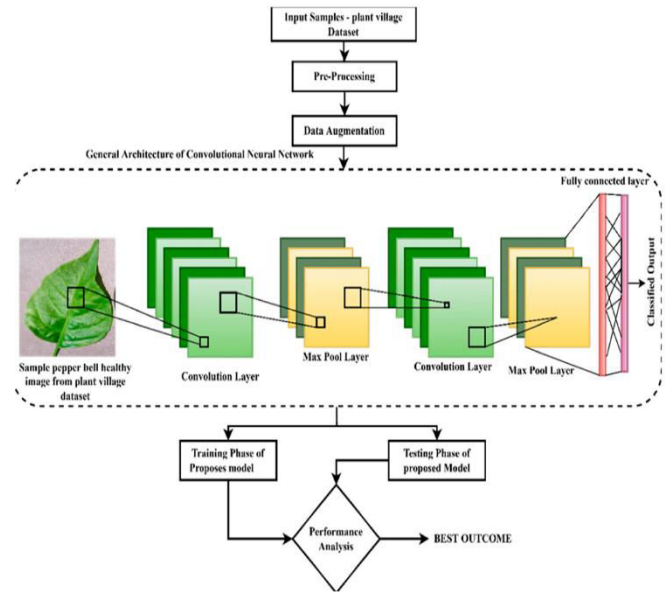 Input Samples - plant village
Dataset
Pre-Processing
Data Augmentation
General Architecture of Convolutional Neural Network
Fully connected layer
Classified Output
Sample pepper bell healthy
image from plant village
dataset
Convolution Layer
Max Pool Layer
Convolution Layer
Max Pool Layer
Training Phase of
Proposes model
Testing Phase of
proposed Model
Performance
Analysis
BEST OUTCOME